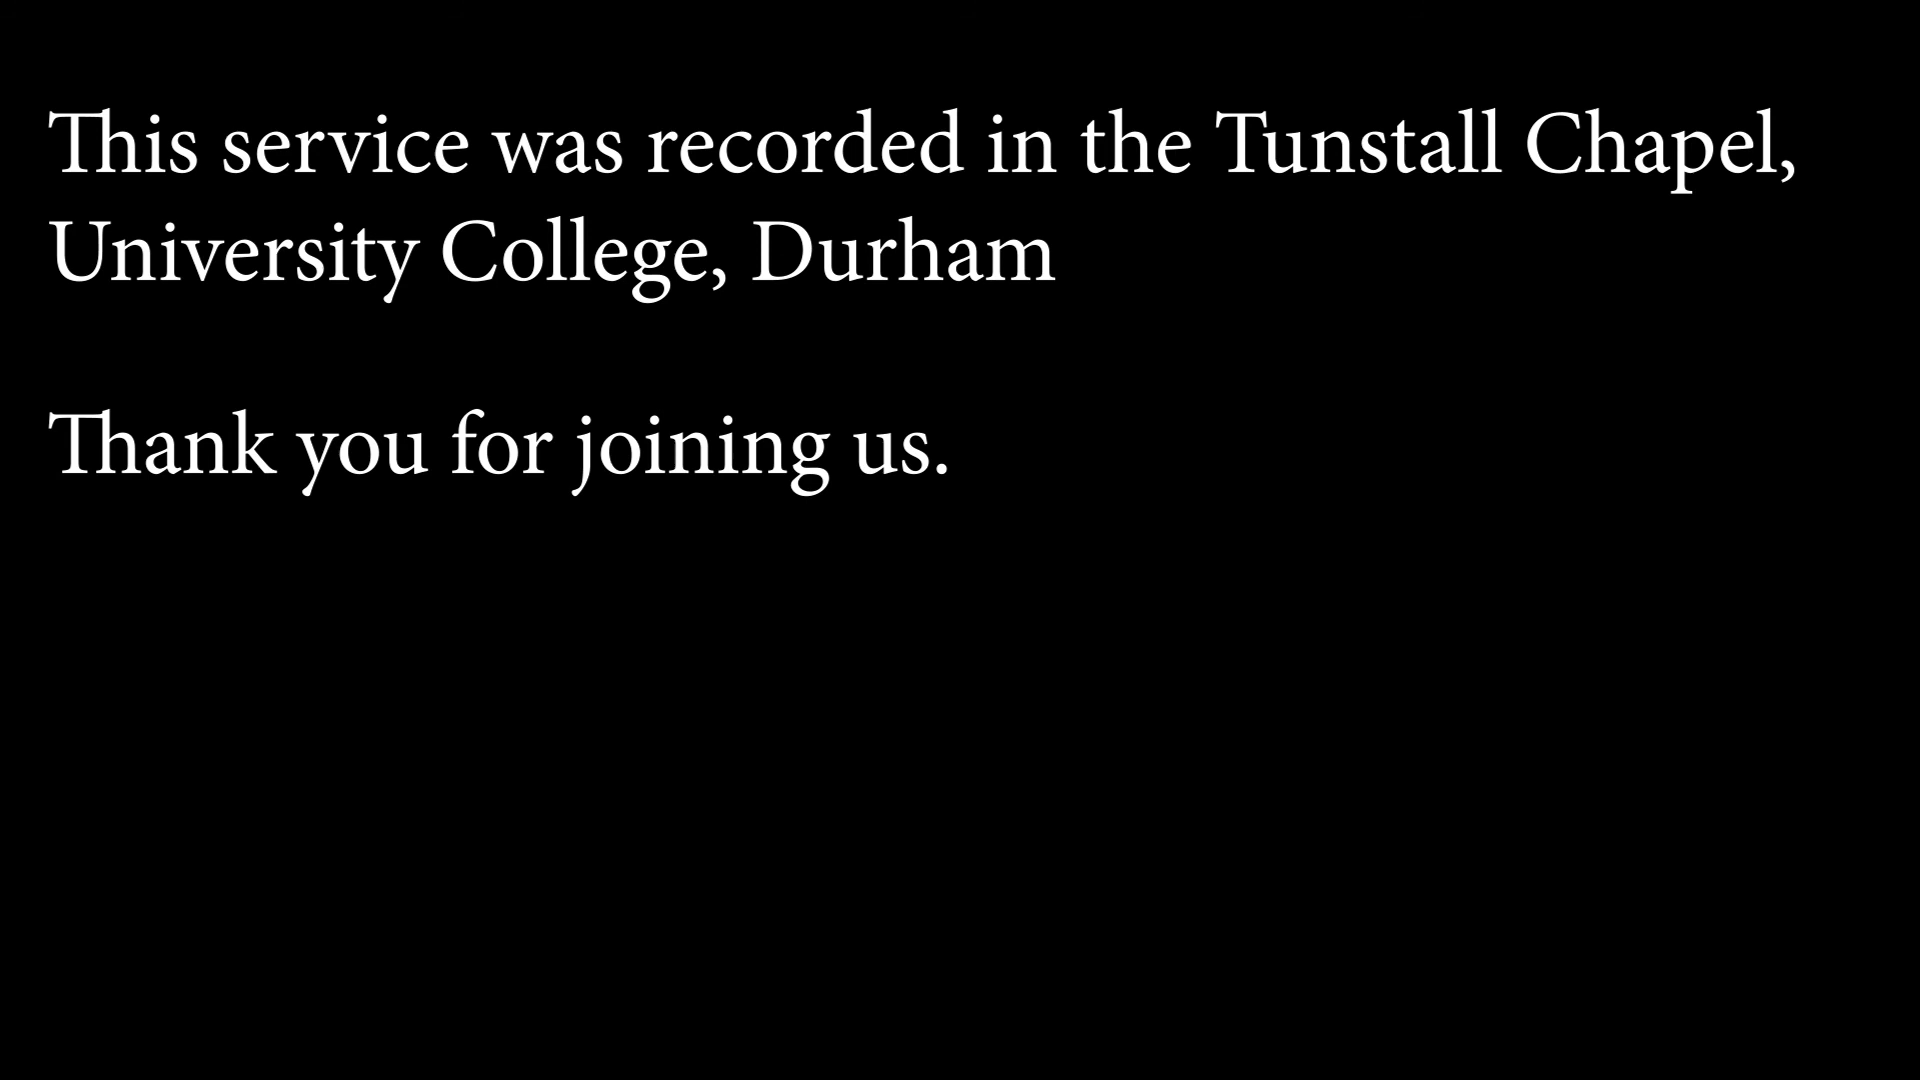 This service was recorded in the Tunstall Chapel,
University College, Durham
Thank you for joining us.